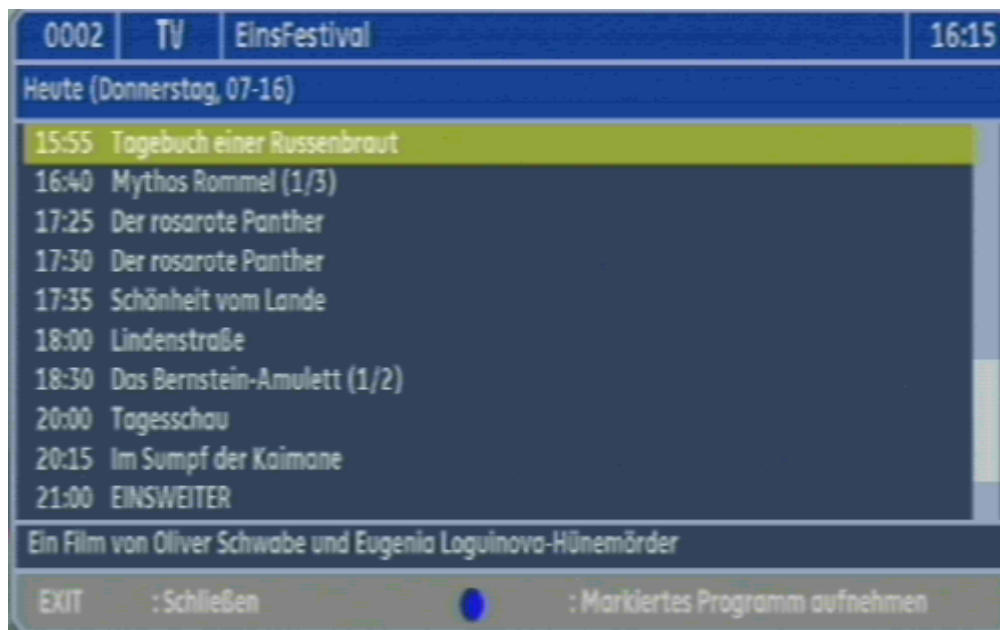 0002 TV EinsFestival 16:15
Heute (Donnerstag, 07-16)
15:55 Tagebuch einer Russenbraut
16:40 Mythos Rommel (1/3)
17:25 Der rosarote Panther
17:30 Der rosarote Panther
17:35 Schönheit vom Lande
18:00 Lindenstraße
18:30 Das Bernstein-Amulett (1/2)
20:00 Tagesschau
20:15 Im Sumpf der Kaimane
21:00 EINSWEITER
Ein Film von Oliver Schwabe und Eugenia Loguinova-Hünemörder
EXIT : Schließen : Markiertes Programm aufnehmen